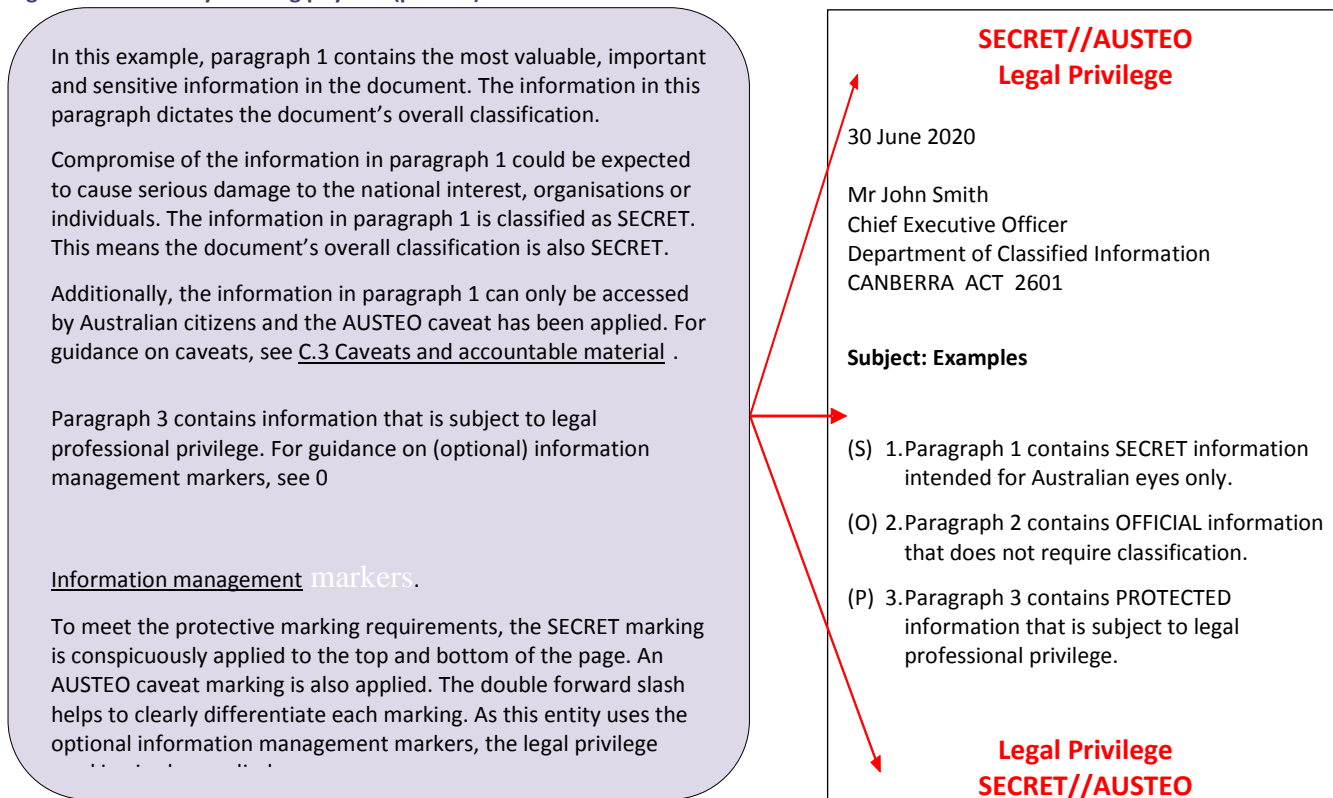 In this example, paragraph 1 contains the most valuable, important
and sensitive information in the document. The information in this
paragraph dictates the document's overall classification.
Compromise of the information in paragraph 1 could be expected
to cause serious damage to the national interest, organisations or
individuals. The information in paragraph 1 is classified as SECRET.
This means the document's overall classification is also SECRET.
Additionally, the information in paragraph 1 can only be accessed
by Australian citizens and the AUSTEO caveat has been applied. For
guidance on caveats, see C.3 Caveats and accountable material .
Paragraph 3 contains information that is subject to legal
professional privilege. For guidance on (optional) information
management markers, see 0
Information management markers.
To meet the protective marking requirements, the SECRET marking
is conspicuously applied to the top and bottom of the page. An
AUSTEO caveat marking is also applied. The double forward slash
helps to clearly differentiate each marking. As this entity uses the
optional information management markers, the legal privilege
SECRET//AUSTEO
Legal Privilege
30 June 2020
Mr John Smith
Chief Executive Officer
Department of Classified Information
CANBERRA ACT 2601
Subject: Examples
(S) 1.Paragraph 1 contains SECRET information
intended for Australian eyes only.
(O) 2.Paragraph 2 contains OFFICIAL information
that does not require classification.
(P) 3.Paragraph 3 contains PROTECTED
information that is subject to legal
professional privilege.
Legal Privilege
SECRET//AUSTEO